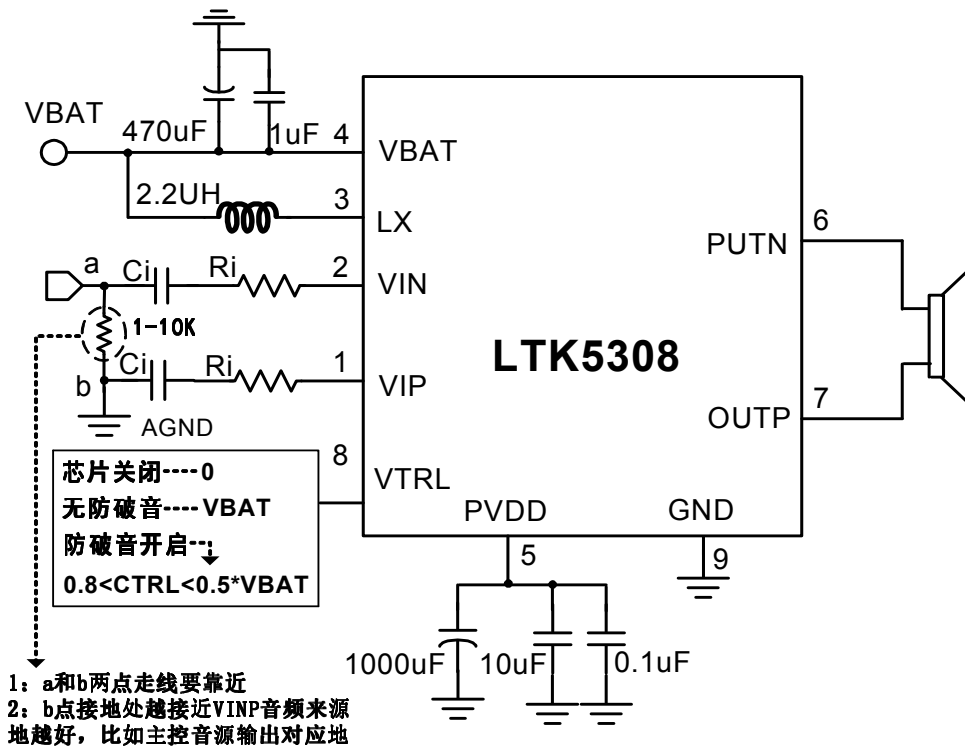 VBAT
470uF
1uF
4
VBAT
2.2UH
3
LX
a
Ci
Ri
2
VIN
1-10K
b
Ci
Ri
1
VIP
AGND
芯片关闭----0
无防破音----VBAT
防破音开启--
0.8<CTRL<0.5*VBAT
8
VTRL
LTK5308
PUTN
6
OUTP
7
PVDD
5
GND
9
1000uF
10uF
0.1uF
1：a和b两点走线要靠近
2：b点接地处越接近VINP音频来源
地越好，比如主控音源输出对应地